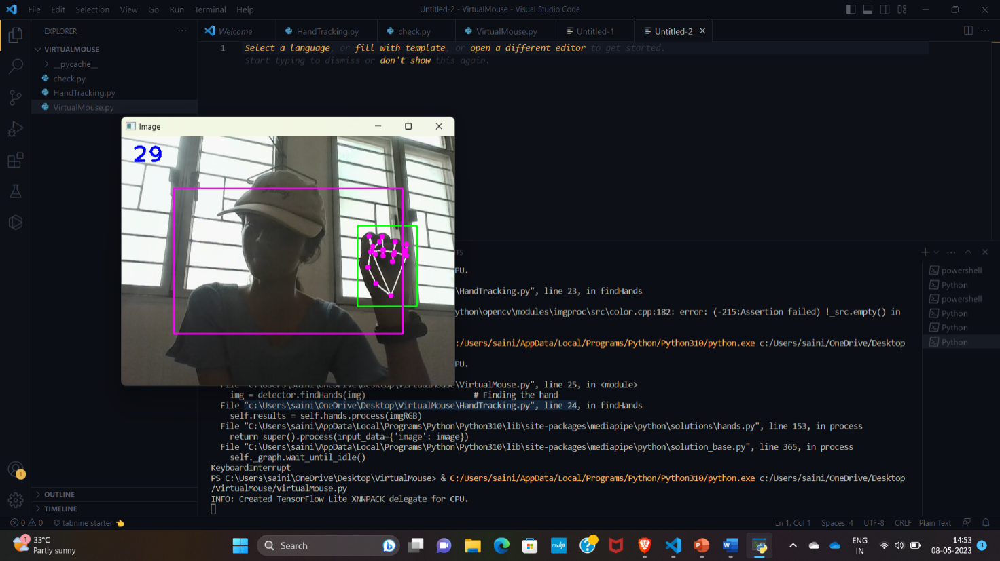 File Edit Selection View Go Run Terminal Help
Untitled-2 - VirtualMouse - Visual Studio Code
EXPLORER
Welcome
HandTracking.py
check.py
VirtualMouse.py
Untitled-1
Untitled-2
VIRTUALMOUSE
__pycache__
check.py
HandTracking.py
VirtualMouse.py
1 Select a language, or fill with template, or open a different editor to get started.
Start typing to dismiss or don't show this again.
Image
29
TS
PU.
\HandTracking.py", line 23, in findHands
ython\opencv\modules\imgproc\src\color.cpp:182: error: (-215:Assertion failed) !_src.empty() in
:/Users/saini/AppData/Local/Programs/Python/Python310/python.exe c:/Users/saini/OneDrive/Desktop
PU.
File "c:\Users\saini\OneDrive\Desktop\VirtualMouse\VirtualMouse.py", line 25, in <module>
img = detector.findHands(img) # Finding the hand
File "c:\Users\saini\OneDrive\Desktop\VirtualMouse\HandTracking.py", line 24, in findHands
self.results = self.hands.process(imgRGB)
File "C:\Users\saini\AppData\Local\Programs\Python\Python310\lib\site-packages\mediapipe\python\solutions\hands.py", line 153, in process
return super().process(input_data={'image': image})
File "C:\Users\saini\AppData\Local\Programs\Python\Python310\lib\site-packages\mediapipe\python\solution_base.py", line 365, in process
self._graph.wait_until_idle()
KeyboardInterrupt
PS C:\Users\saini\OneDrive\Desktop\VirtualMouse> & C:/Users/saini/AppData/Local/Programs/Python/Python310/python.exe c:/Users/saini/OneDrive/Desktop
/VirtualMouse/VirtualMouse.py
INFO: Created TensorFlow Lite XNNPACK delegate for CPU.
powershell
Python
powershell
Python
Python
Python
1
OUTLINE
TIMELINE
0 0 tabnine starter
Ln 1, Col 1 Spaces: 4 UTF-8 CRLF Plain Text
1
33°C
Partly sunny
Search
myhp
ENG
IN
14:53
08-05-2023
3